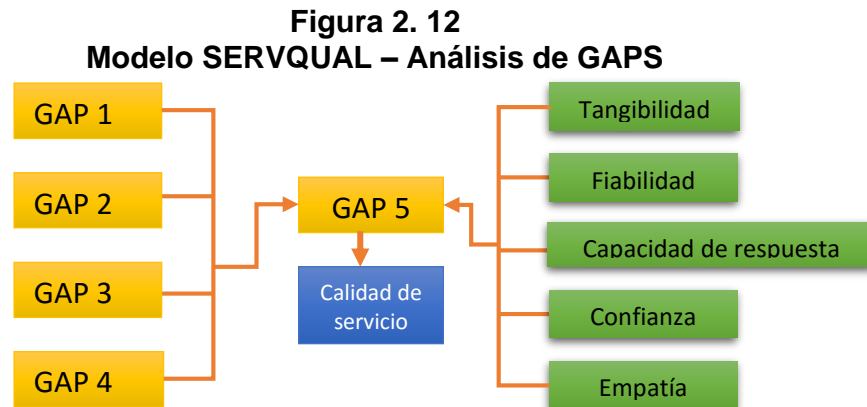 Figura 2. 12
Modelo SERVQUAL – Análisis de GAPS
GAP 1
GAP 2
GAP 3
GAP 4
GAP 5
Calidad de
servicio
Tangibilidad
Fiabilidad
Capacidad de respuesta
Confianza
Empatía